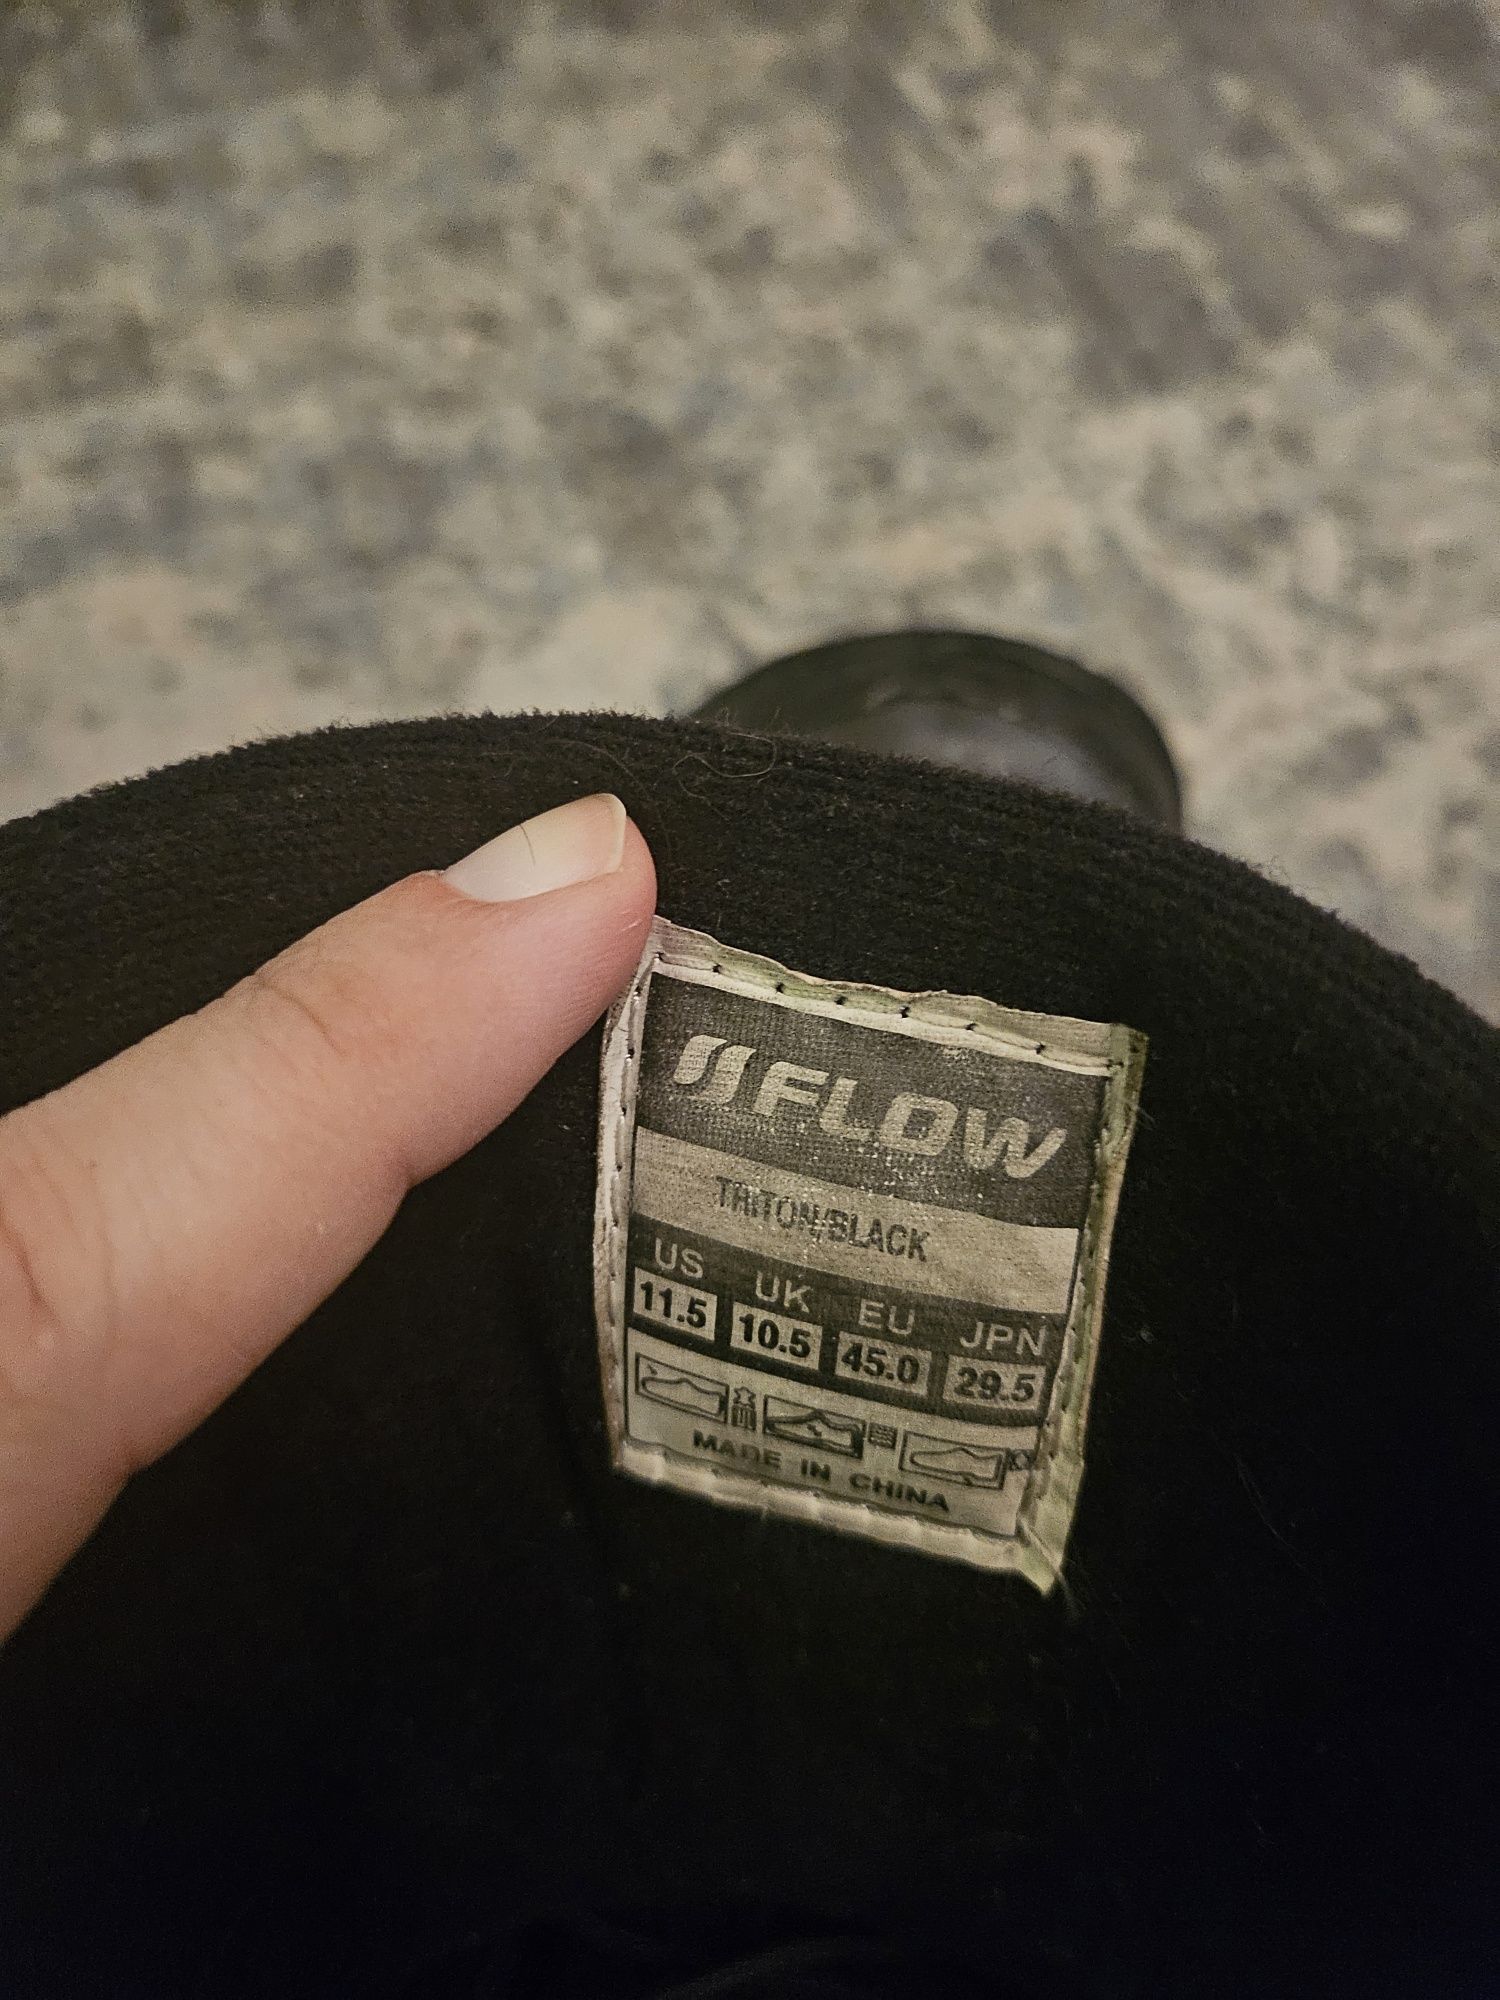 FLOW
TRITON/BLACK
US UK EU JPN
11.5 10.5 45.0 29.5
MADE IN CHINA